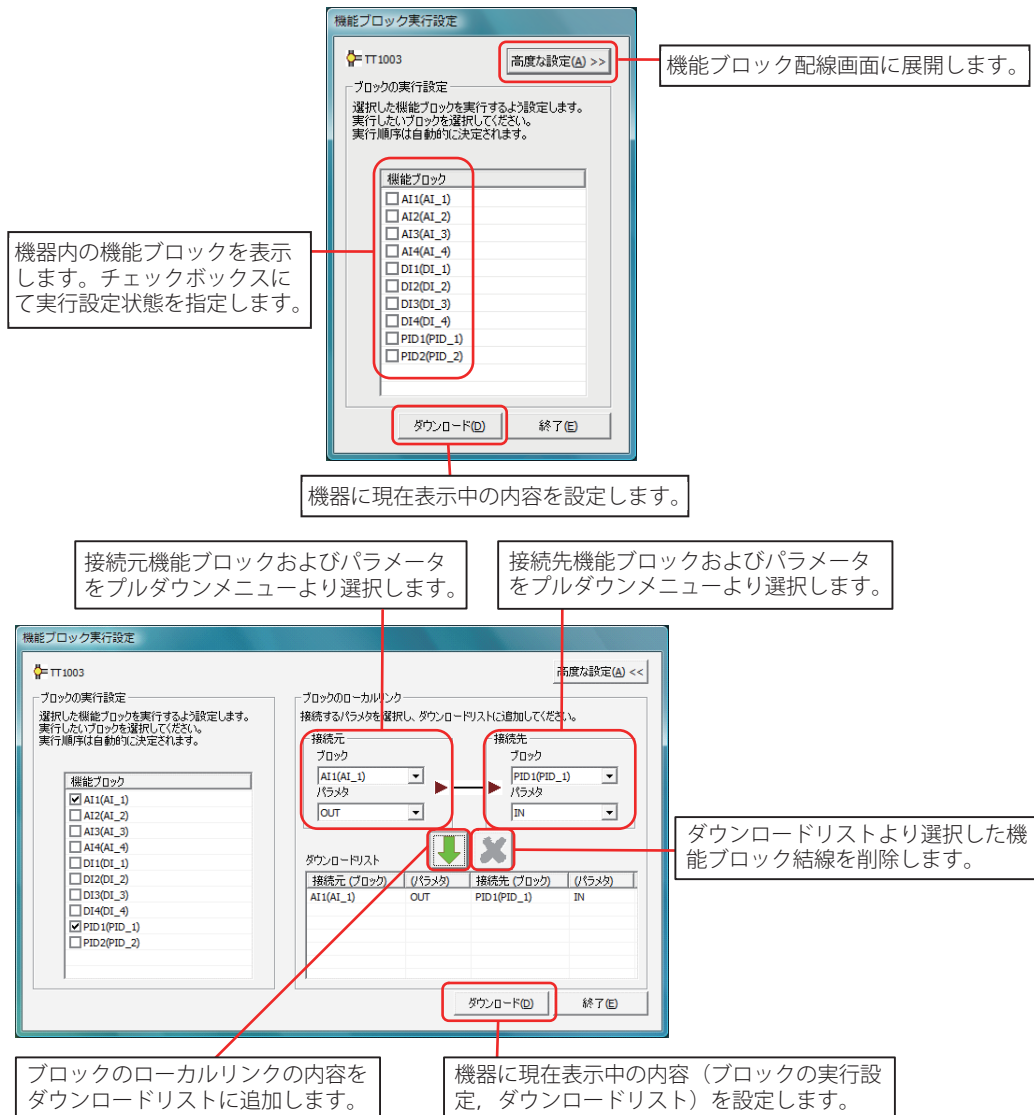 機能ブロック実行設定
TT1003
高度な設定(A) >>
機能ブロック配線画面に展開します。
ブロックの実行設定
選択した機能ブロックを実行するよう設定します。
実行したいブロックを選択してください。
実行順序は自動的に決定されます。
機能ブロック
AI1(AI_1)
AI2(AI_2)
AI3(AI_3)
AI4(AI_4)
DI1(DI_1)
DI2(DI_2)
DI3(DI_3)
DI4(DI_4)
PID1(PID_1)
PID2(PID_2)
機器内の機能ブロックを表示
します。チェックボックスに
て実行設定状態を指定します。
ダウンロード(D)
終了(E)
機器に現在表示中の内容を設定します。
接続元機能ブロックおよびパラメータ
をプルダウンメニューより選択します。
接続先機能ブロックおよびパラメータ
をプルダウンメニューより選択します。
機能ブロック実行設定
TT1003
高度な設定(A) <<
ブロックの実行設定
選択した機能ブロックを実行するよう設定します。
実行したいブロックを選択してください。
実行順序は自動的に決定されます。
機能ブロック
AI1(AI_1)
AI2(AI_2)
AI3(AI_3)
AI4(AI_4)
DI1(DI_1)
DI2(DI_2)
DI3(DI_3)
DI4(DI_4)
PID1(PID_1)
PID2(PID_2)
ブロックのローカルリンク
接続するパラメタを選択し、ダウンロードリストに追加してください。
接続元
ブロック
AI1(AI_1)
パラメタ
OUT
接続先
ブロック
PID1(PID_1)
パラメタ
IN
ダウンロードリスト
接続元 (ブロック) (パラメタ) 接続先 (ブロック) (パラメタ)
AI1(AI_1) OUT PID1(PID_1) IN
ダウンロードリストより選択した機
能ブロック結線を削除します。
ダウンロード(D)
終了(E)
ブロックのローカルリンクの内容を
ダウンロードリストに追加します。
機器に現在表示中の内容（ブロックの実行設
定，ダウンロードリスト）を設定します。